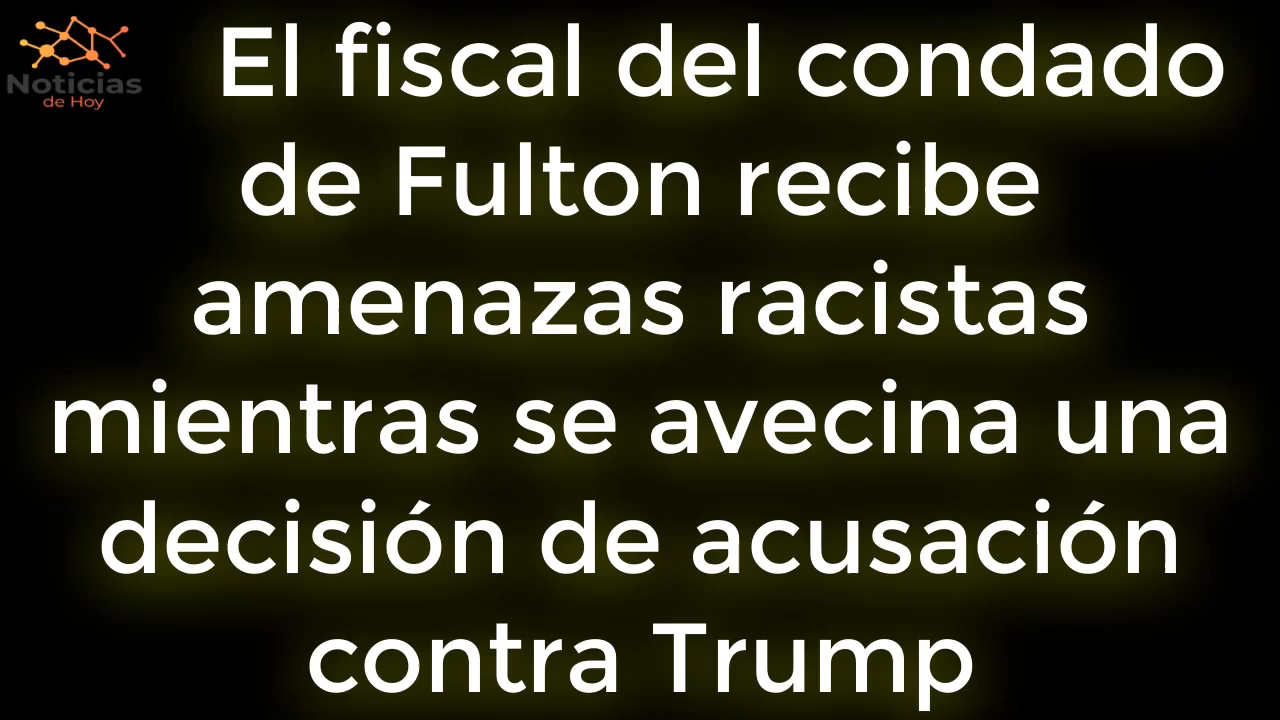 Noticias
de Hoy
El fiscal del condado
de Fulton recibe
amenazas racistas
mientras se avecina una
decisión de acusación
contra Trump